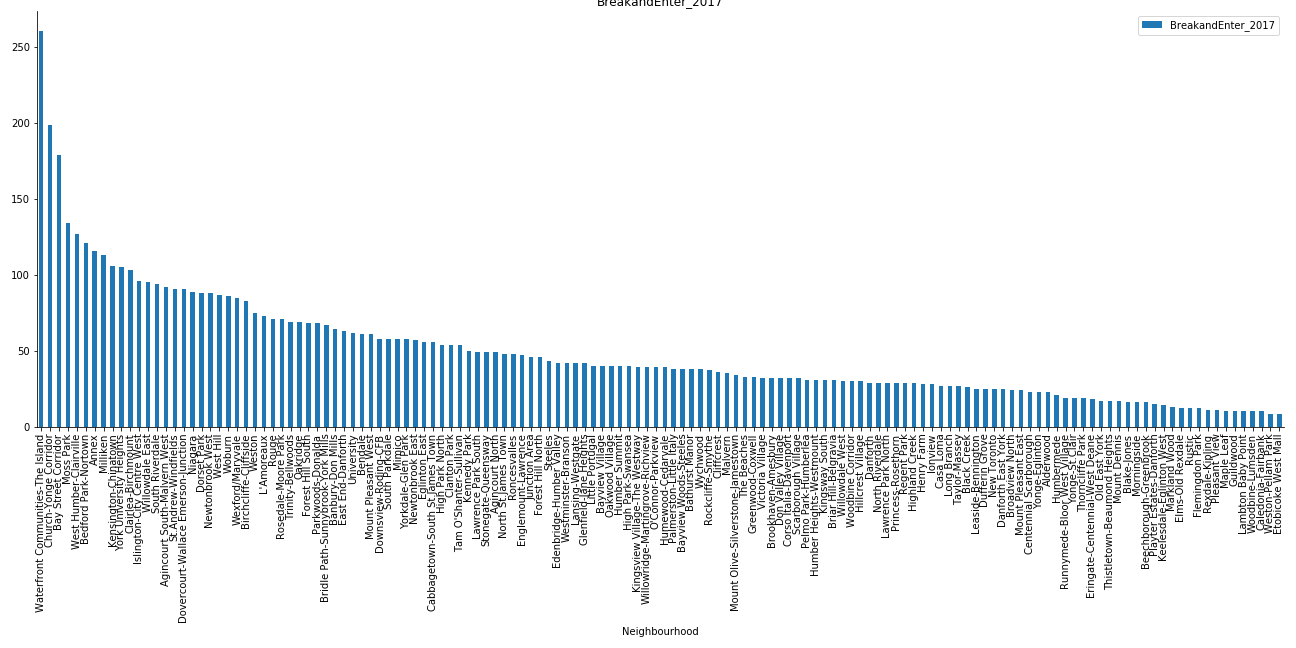 BreakandEnter_2017
BreakandEnter_2017
250
200
150
100
50
0
Waterfront Communities-The Island
Church-Yonge Corridor
Bay Street Corridor
Moss Park
West Humber-Clairville
Bedford Park-Nortown
Annex
Milliken
Kensington-Chinatown
York University Heights
Clairlea-Birchmount
Islington-City Centre West
Willowdale East
South Riverdale
Agincourt South-Malvern West
St.Andrew-Windfields
Dovercourt-Wallace Emerson-Junction
Niagara
Dorset Park
Newtonbrook West
West Hill
Woburn
Wexford/Maryvale
Birchcliffe-Cliffside
Weston
L'Amoreaux
Rouge
Rosedale-Moore Park
Trinity-Bellwoods
Oakridge
Forest Hill South
Parkwoods-Donalda
Bridle Path-Sunnybrook-York Mills
Banbury-Don Mills
East End-Danforth
University
Bendale
Mount Pleasant West
Downsview-Roding-CFB
South Parkdale
Mimico
Yorkdale-Glen Park
Newtonbrook East
Eglinton East
Cabbagetown-South St.James Town
High Park North
Clanton Park
Tam O'Shanter-Sullivan
Kennedy Park
Lawrence Park South
Stonegate-Queensway
Agincourt North
North St.James Town
Roncesvalles
Englemount-Lawrence
Junction Area
Forest Hill North
Steeles
Edenbridge-Humber Valley
Westminster-Branson
Lansing-Westgate
Glenfield-Jane Heights
Little Portugal
Bayview Village
Oakwood Village
Humber Summit
High Park-Swansea
Kingsview Village-The Westway
Willowridge-Martingrove-Richview
O'Connor-Parkview
Humewood-Cedarvale
Palmerston-Little Italy
Bayview Woods-Steeles
Bathurst Manor
Wychwood
Rockcliffe-Smythe
Cliffcrest
Malvern
Mount Olive-Silverstone-Jamestown
The Beaches
Greenwood-Coxwell
Victoria Village
Brookhaven-Amesbury
Don Valley Village
Corso Italia-Davenport
Scarborough Village
Pelmo Park-Humberlea
Humber Heights-Westmount
Kingsway South
Briar Hill-Belgravia
Willowdale West
Woodbine Corridor
Hillcrest Village
Danforth
North Riverdale
Lawrence Park North
Princess-Rosethorn
Regent Park
Highland Creek
Henry Farm
Ionview
Casa Loma
Long Branch
Taylor-Massey
Black Creek
Leaside-Bennington
Dufferin Grove
New Toronto
Danforth East York
Broadview North
Mount Pleasant East
Centennial Scarborough
Yonge-Eglinton
Alderwood
Humbermede
Runnymede-Bloor West Village
Yonge-St.Clair
Thorncliffe Park
Eringate-Centennial-West Deane
Old East York
Thistletown-Beaumond Heights
Mount Dennis
Blake-Jones
Morningside
Beechborough-Greenbrook
Playter Estates-Danforth
Keelesdale-Eglinton West
Markland Wood
Elms-Old Rexdale
Rustic
Flemingdon Park
Rexdale-Kipling
Pleasant View
Maple Leaf
Guildwood
Lambton Baby Point
Woodbine-Lumsden
Caledonia-Fairbank
Weston-Pellam Park
Etobicoke West Mall
Neighbourhood